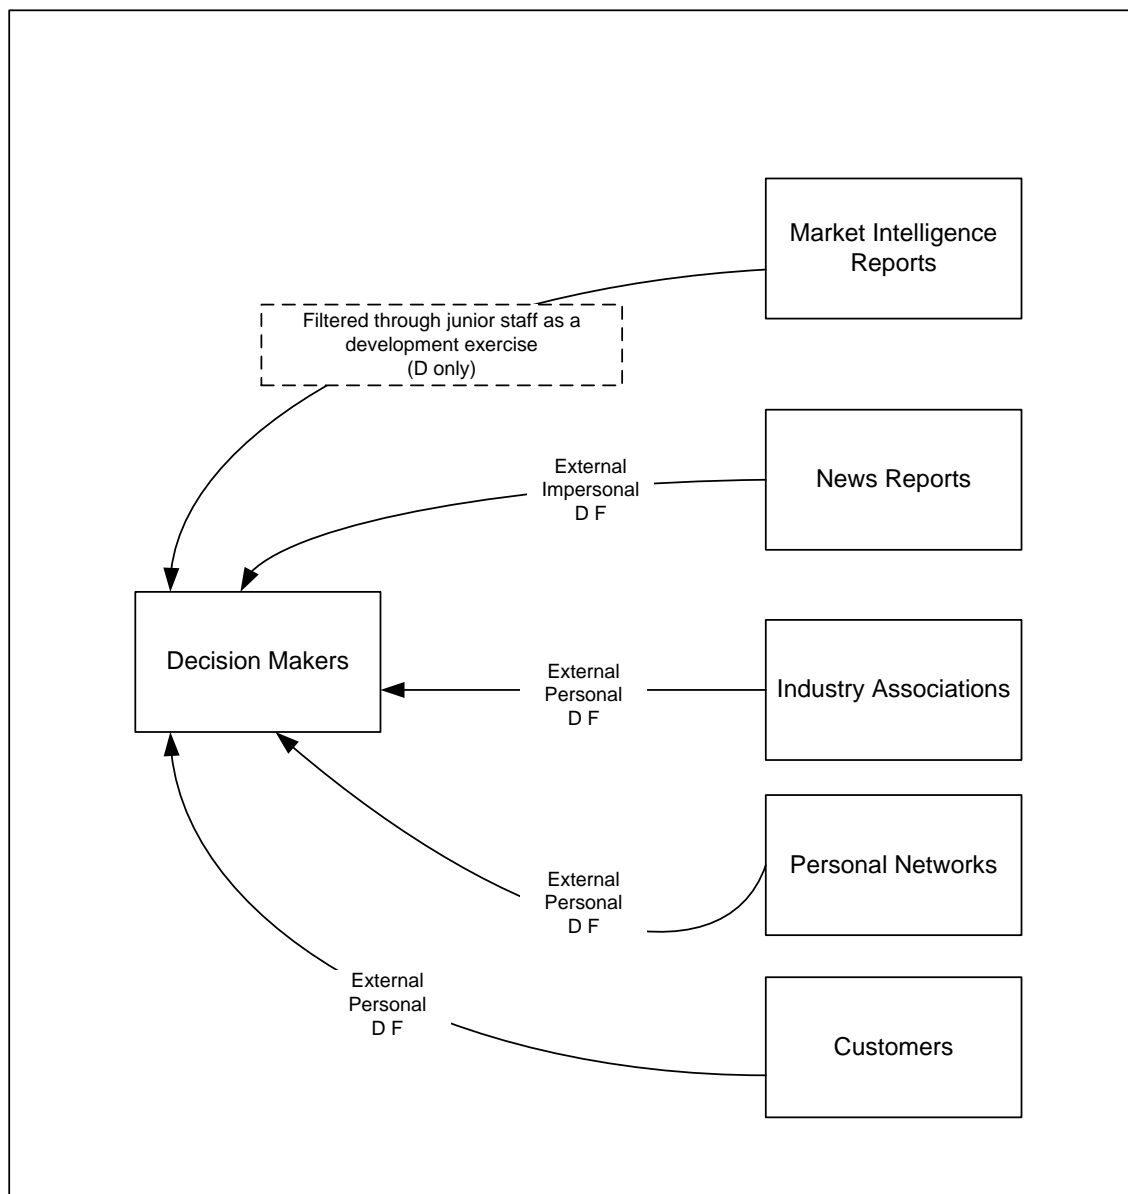 Market Intelligence
Reports
Filtered through junior staff as a
development exercise
(D only)
External
Impersonal
D F
News Reports
Decision Makers
External
Personal
D F
Industry Associations
External
Personal
D F
Personal Networks
External
Personal
D F
Customers